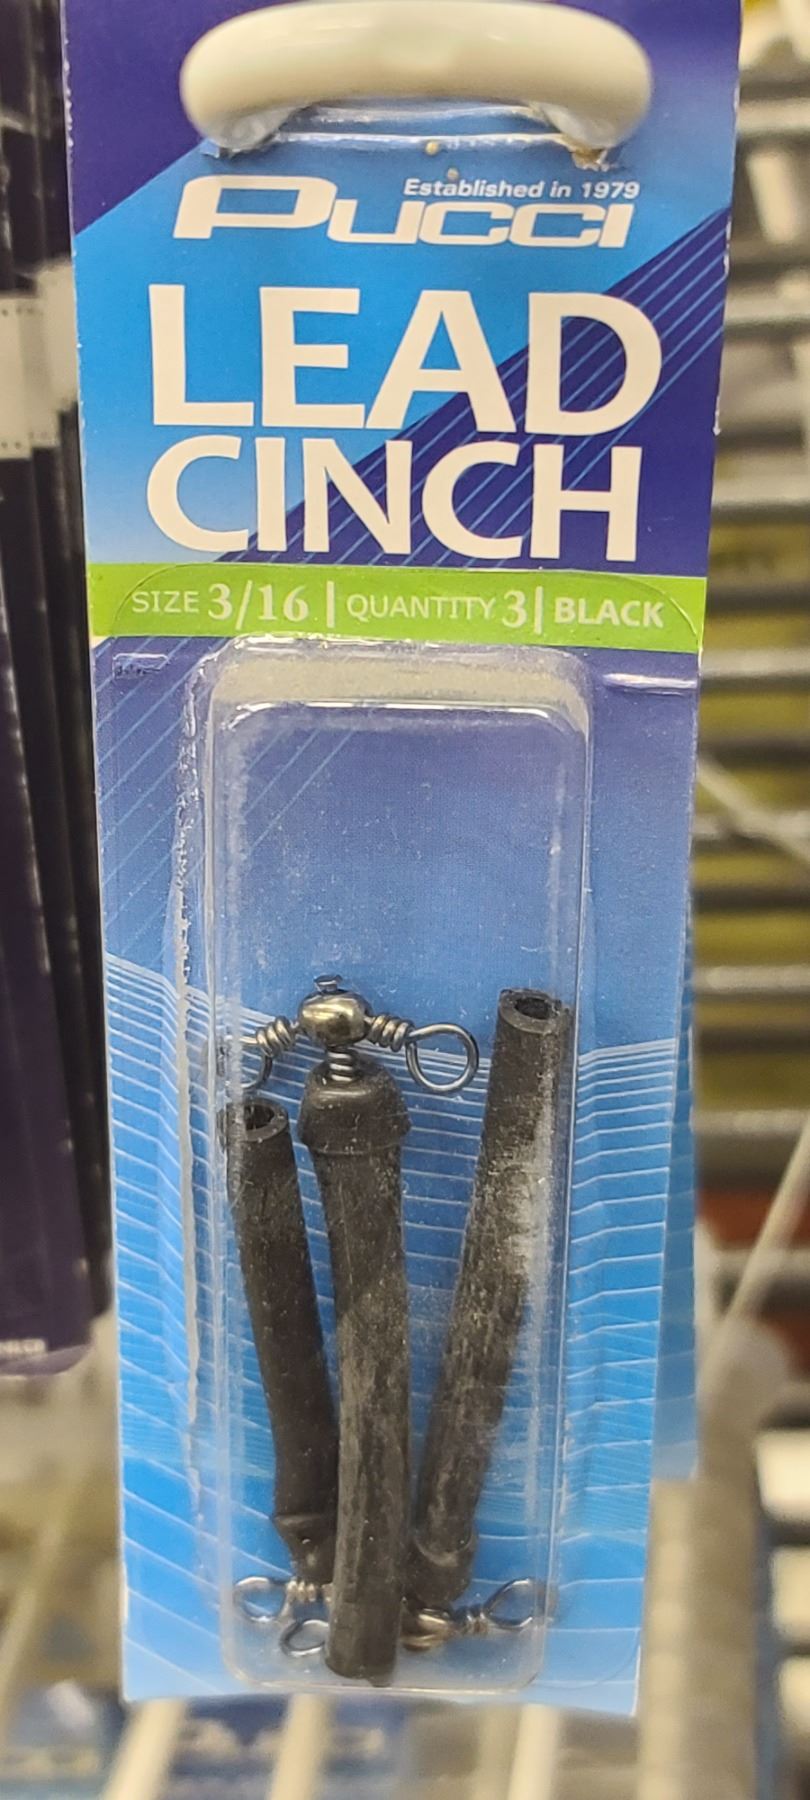 Established in 1979
Pucci
LEAD
CINCH
SIZE 3/16 | QUANTITY 3 | BLACK